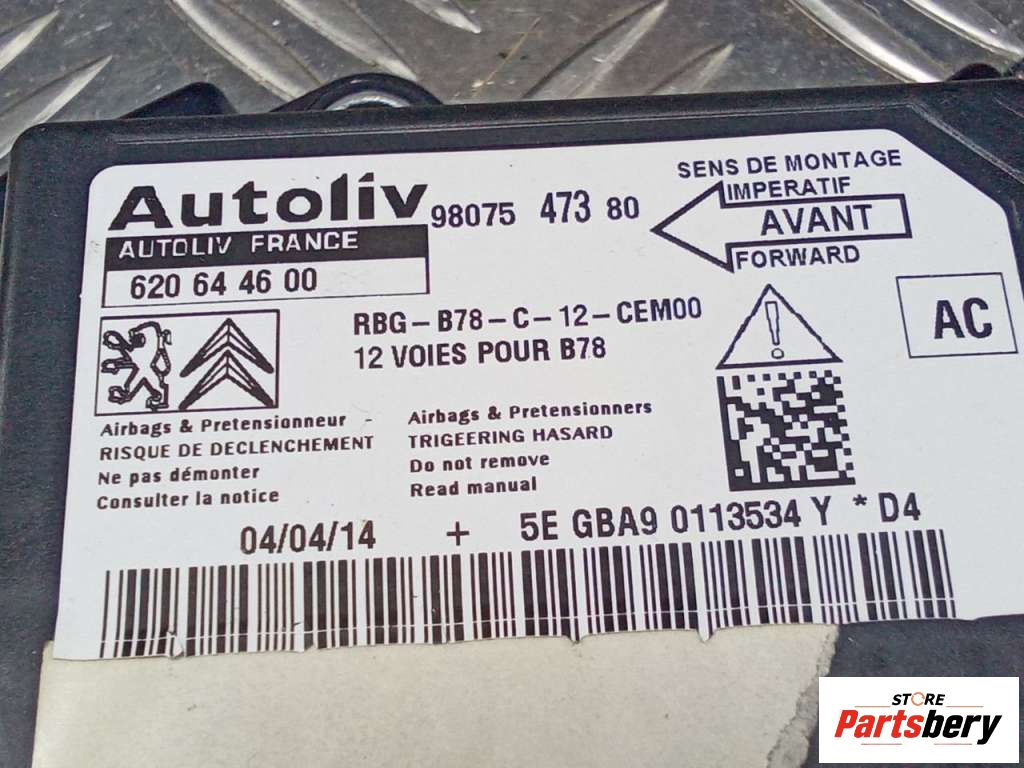 Autoliv
98075 473 80
AUTOLIV FRANCE
620 64 46 00
SENS DE MONTAGE
IMPERATIF
AVANT
FORWARD
AC
RBG-B78-C-12-CEM00
12 VOIES POUR B78
Airbags & Pretensionneur
RISQUE DE DECLENCHEMENT
Ne pas démonter
Consulter la notice
Airbags & Pretensionners
TRIGEERING HASARD
Do not remove
Read manual
04/04/14 + 5E GBA9 0113534 Y * D4
STORE
Partsbery